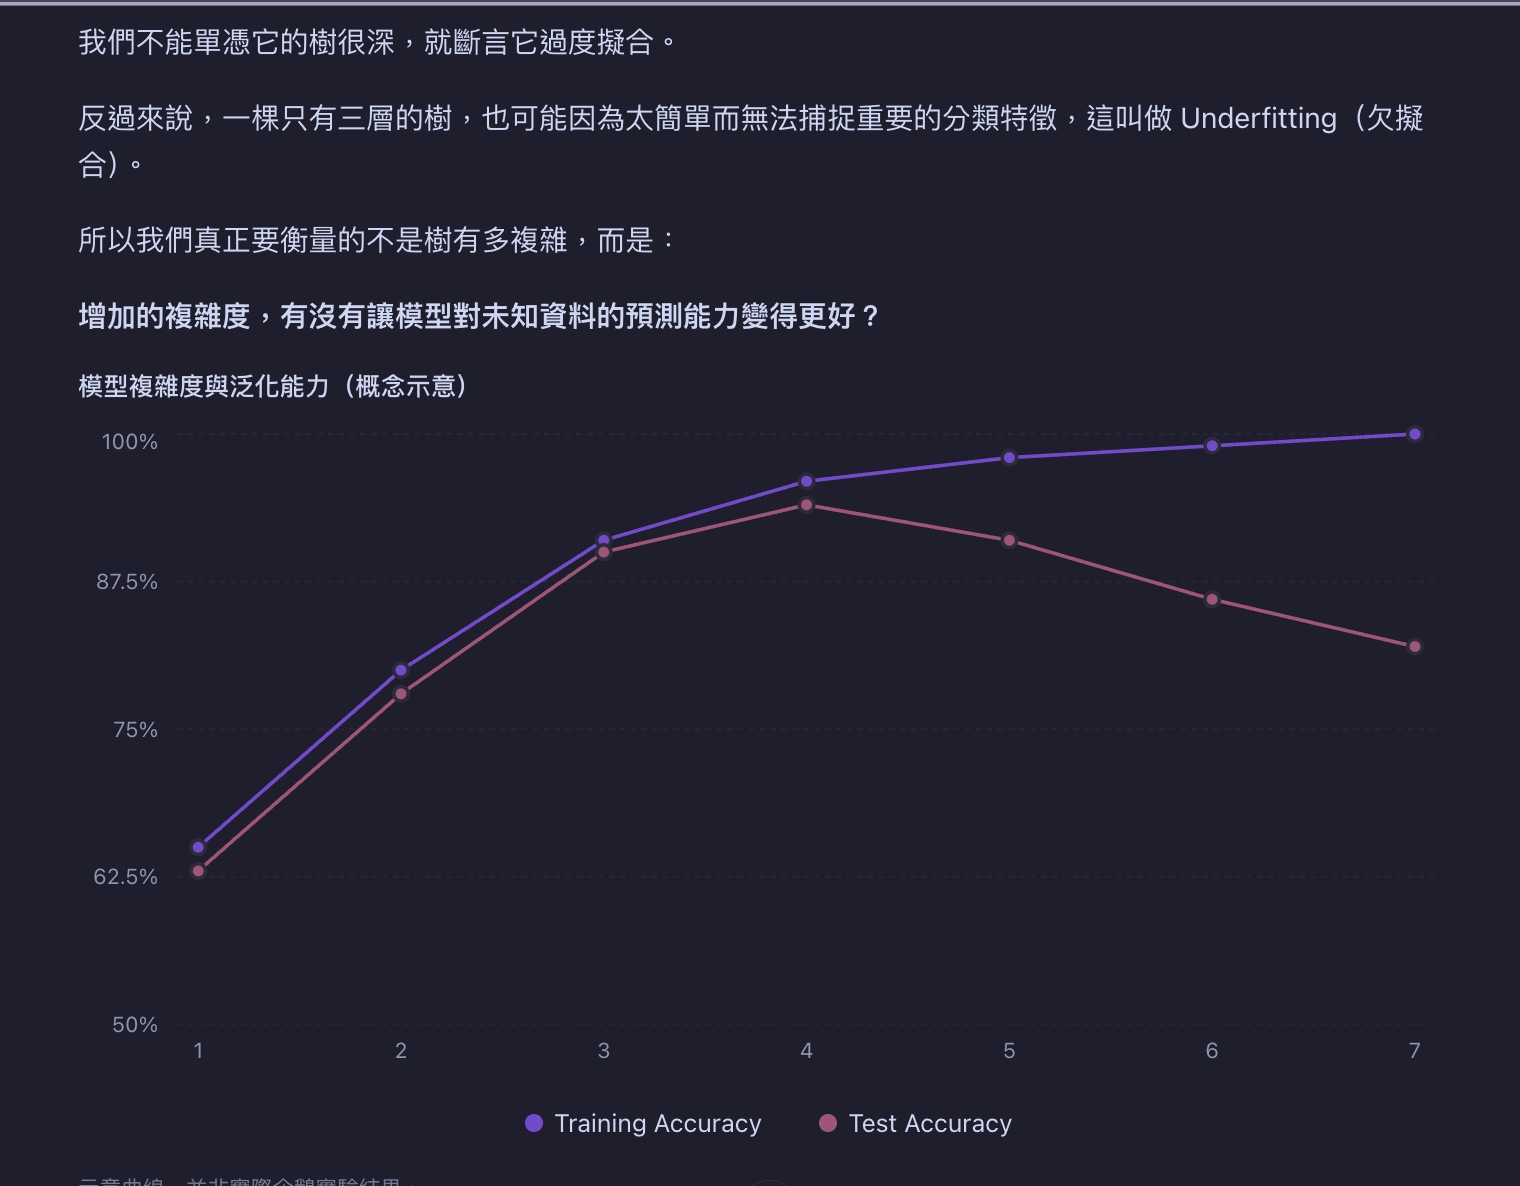 我們不能單憑它的樹很深，就斷言它過度擬合。
反過來說，一棵只有三層的樹，也可能因為太簡單而無法捕捉重要的分類特徵，這叫做 Underfitting（欠擬
合）。
所以我們真正要衡量的不是樹有多複雜，而是：
增加的複雜度，有沒有讓模型對未知資料的預測能力變得更好？
模型複雜度與泛化能力（概念示意）
100%
87.5%
75%
62.5%
50%
1 2 3 4 5 6 7
Training Accuracy Test Accuracy